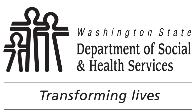 Washington State
Department of Social
& Health Services
Transforming lives